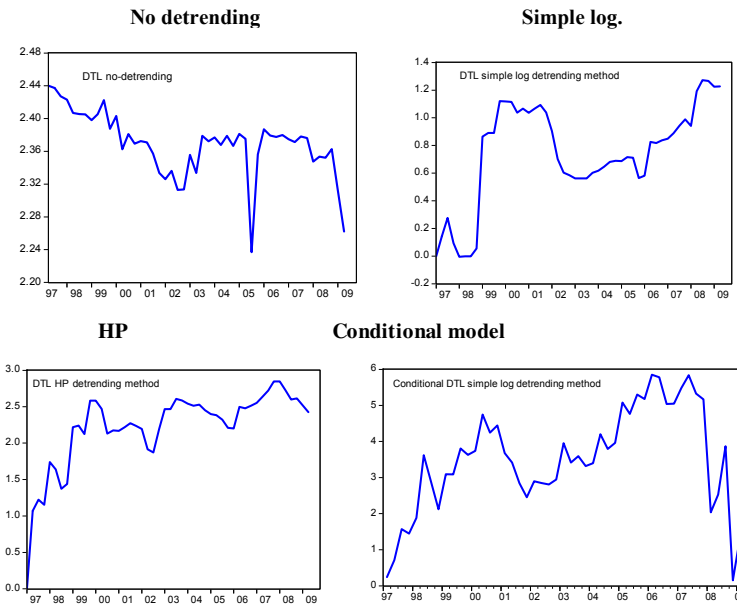 No detrending
Simple log.
DTL no-detrending
2.48
2.44
2.40
2.36
2.32
2.28
2.24
2.20
97 98 99 00 01 02 03 04 05 06 07 08 09
DTL simple log detrending method
1.4
1.2
1.0
0.8
0.6
0.4
0.2
0.0
-0.2
97 98 99 00 01 02 03 04 05 06 07 08 09
HP
Conditional model
DTL HP detrending method
3.0
2.5
2.0
1.5
1.0
0.5
0.0
97 98 99 00 01 02 03 04 05 06 07 08 09
Conditional DTL simple log detrending method
6
5
4
3
2
1
0
97 98 99 00 01 02 03 04 05 06 07 08